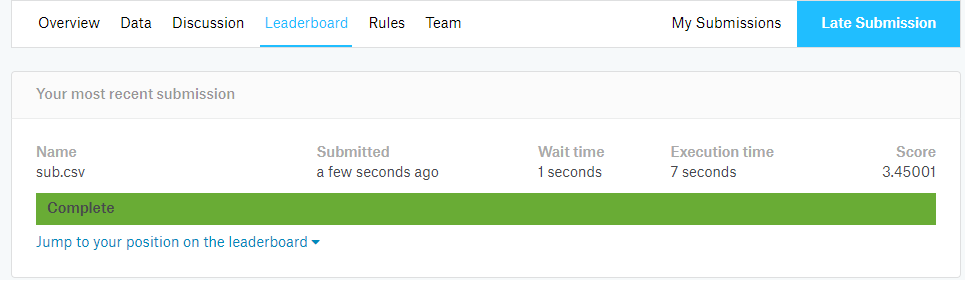 Overview Data Discussion Leaderboard Rules Team My Submissions Late Submission
Your most recent submission
Name Submitted Wait time Execution time Score
sub.csv a few seconds ago 1 seconds 7 seconds 3.45001
Complete
Jump to your position on the leaderboard